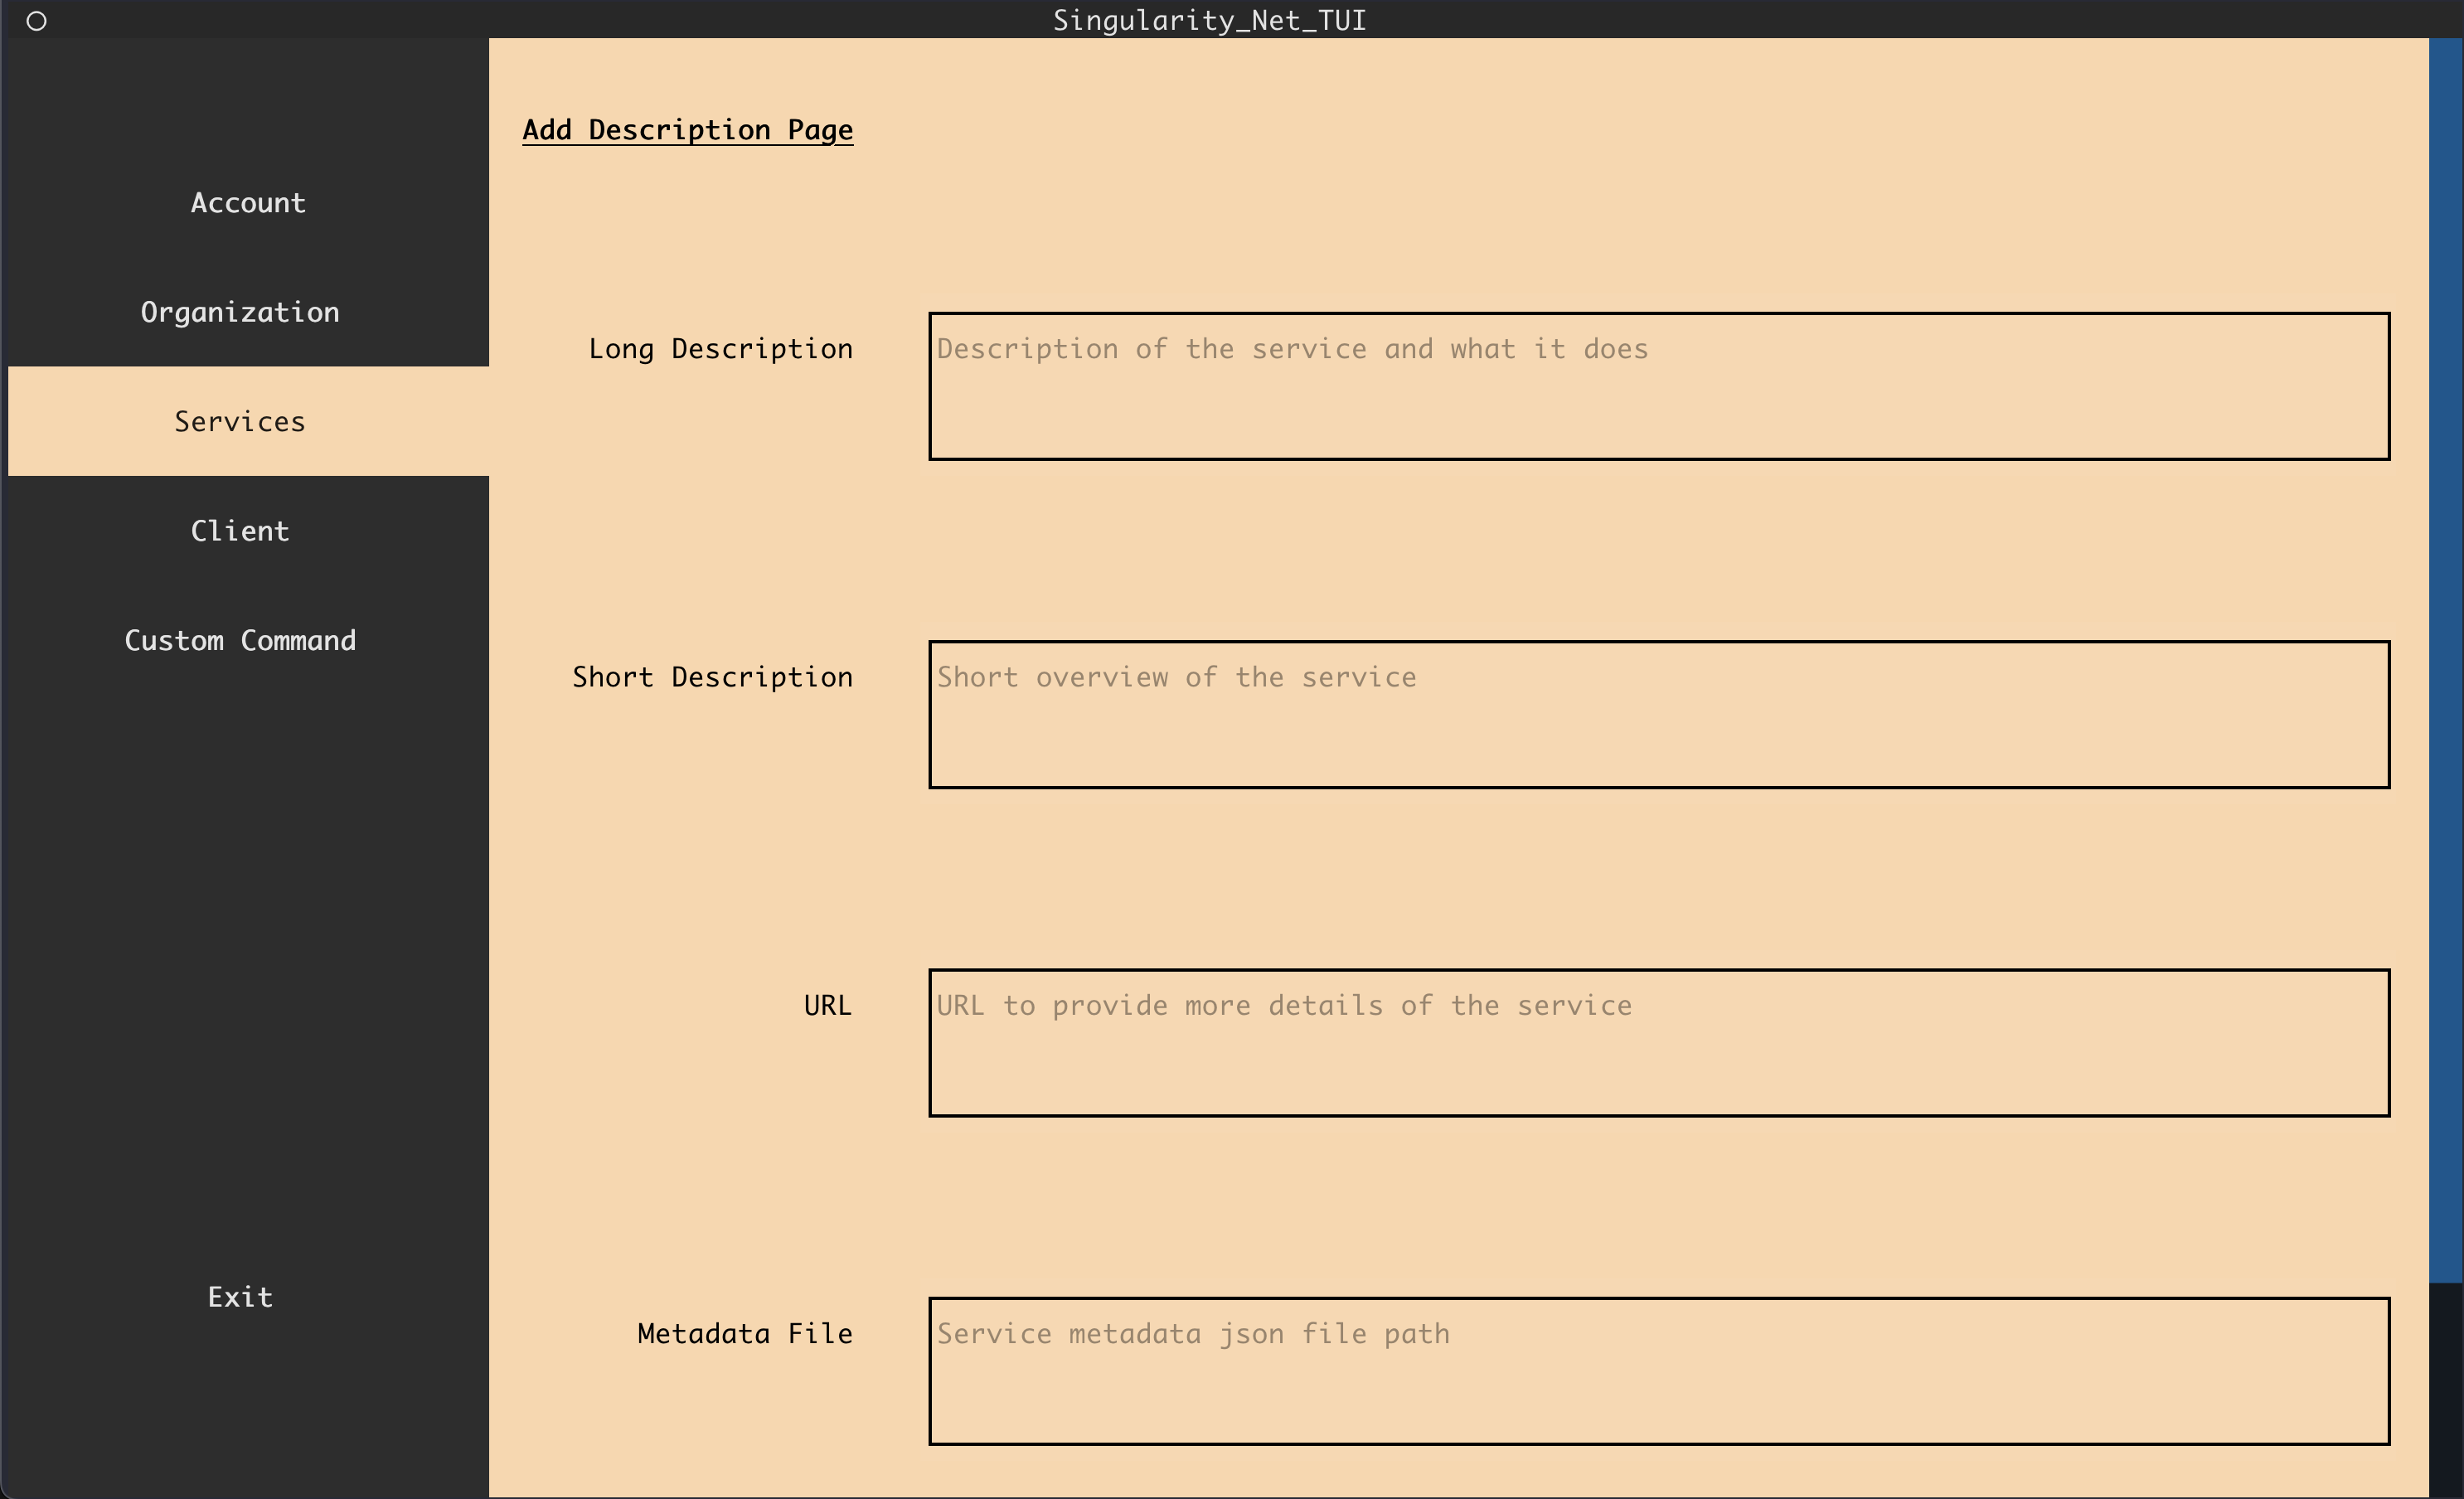 Singularity_Net_TUI
Account
Organization
Services
Client
Custom Command
Exit
Add Description Page
Long Description
Description of the service and what it does
Short Description
Short overview of the service
URL
URL to provide more details of the service
Metadata File
Service metadata json file path